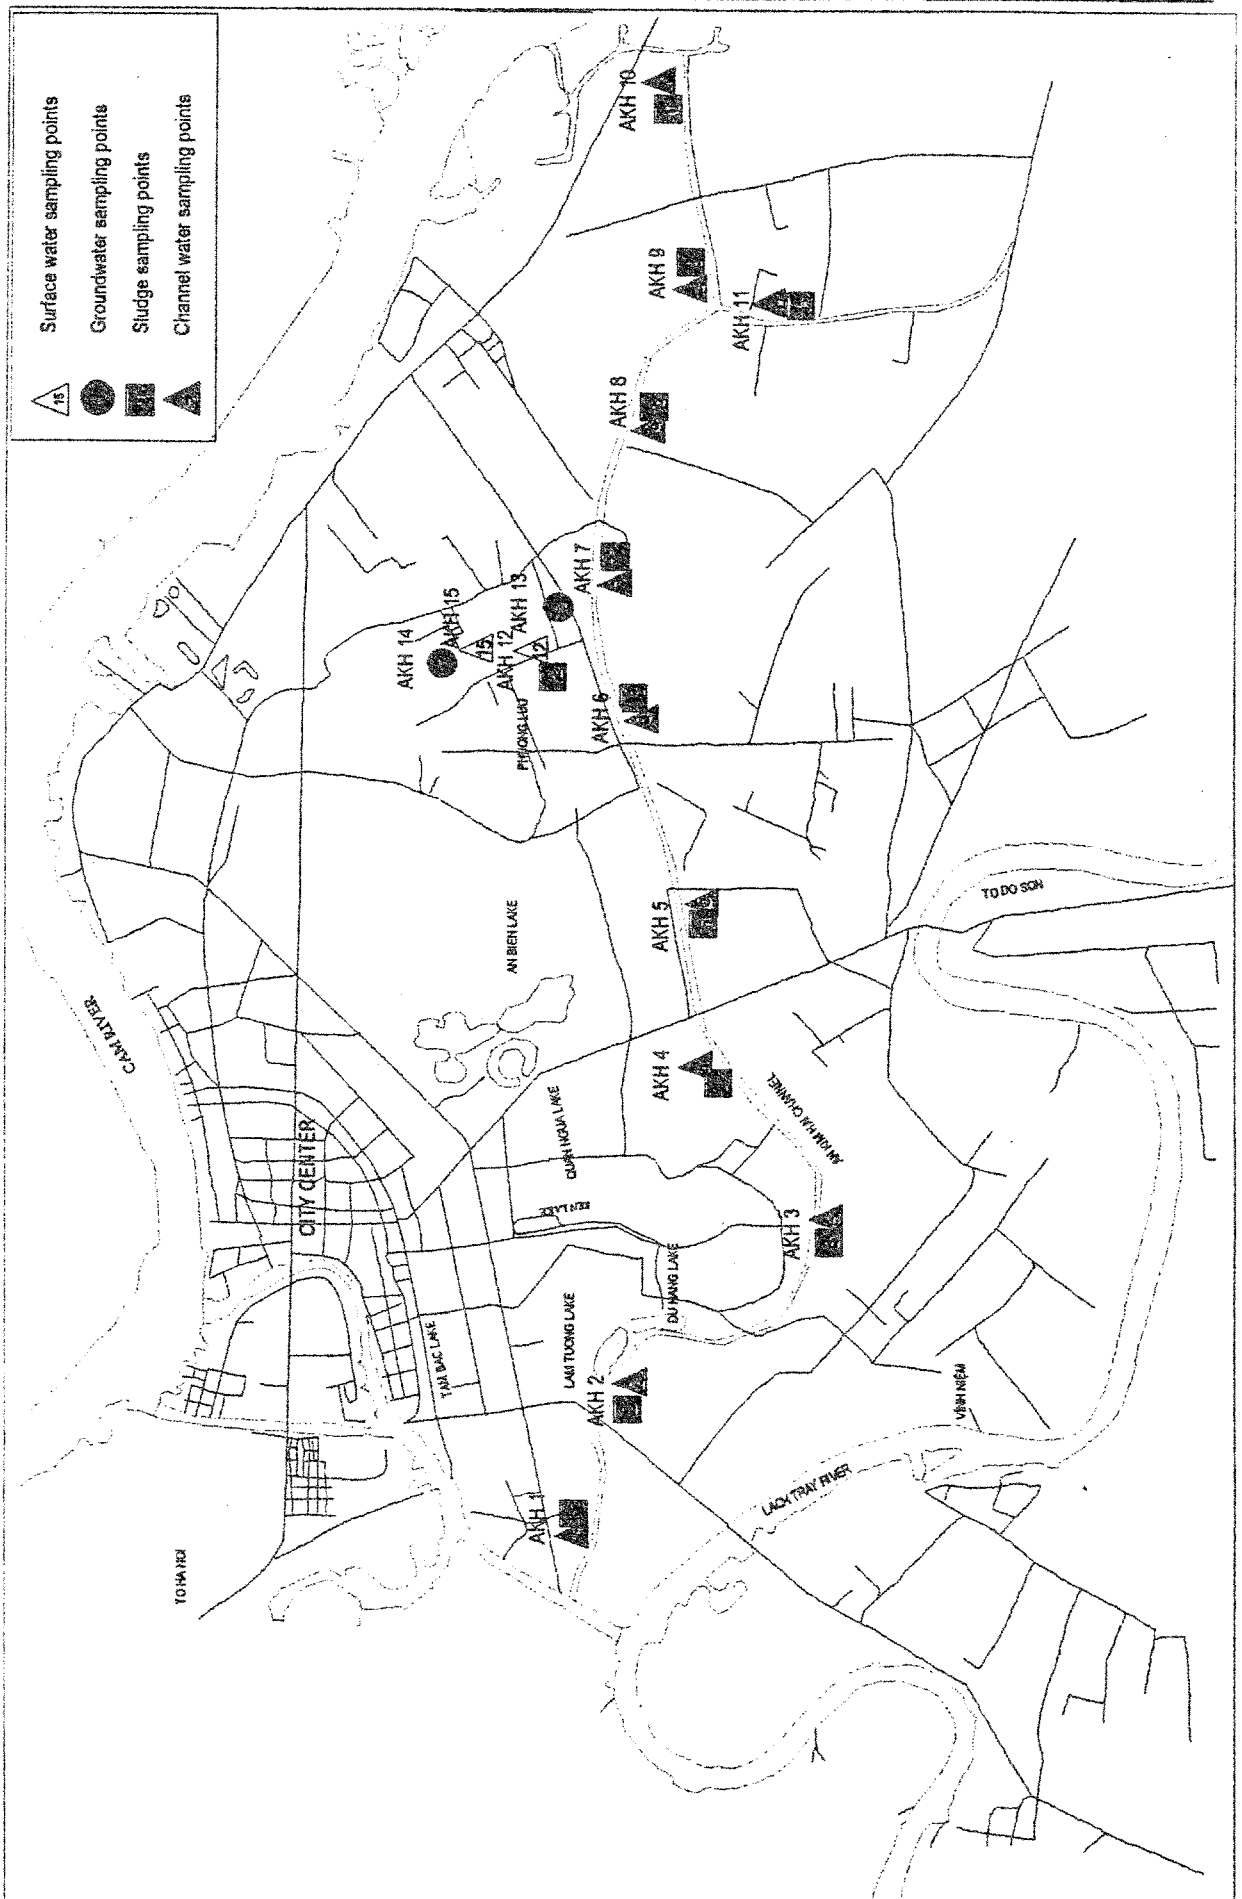 Surface water sampling points
Groundwater sampling points
Sludge sampling points
Channel water sampling points
15
TO HA NOI
CAM RIVER
CITY CENTER
TAM BAC LAKE
LAM TUONG LAKE
DU HANG LAKE
QUAN NGUA LAKE
AN BIEN LAKE
PHUONG LUU
AN KIM HAI CHANNEL
LACH TRAY RIVER
VINH NIEM
TO DO SON
AKH 1
AKH 2
AKH 3
AKH 4
AKH 5
AKH 6
AKH 7
AKH 8
AKH 9
AKH 10
AKH 11
AKH 12
12
AKH 13
AKH 14
AKH 15
15